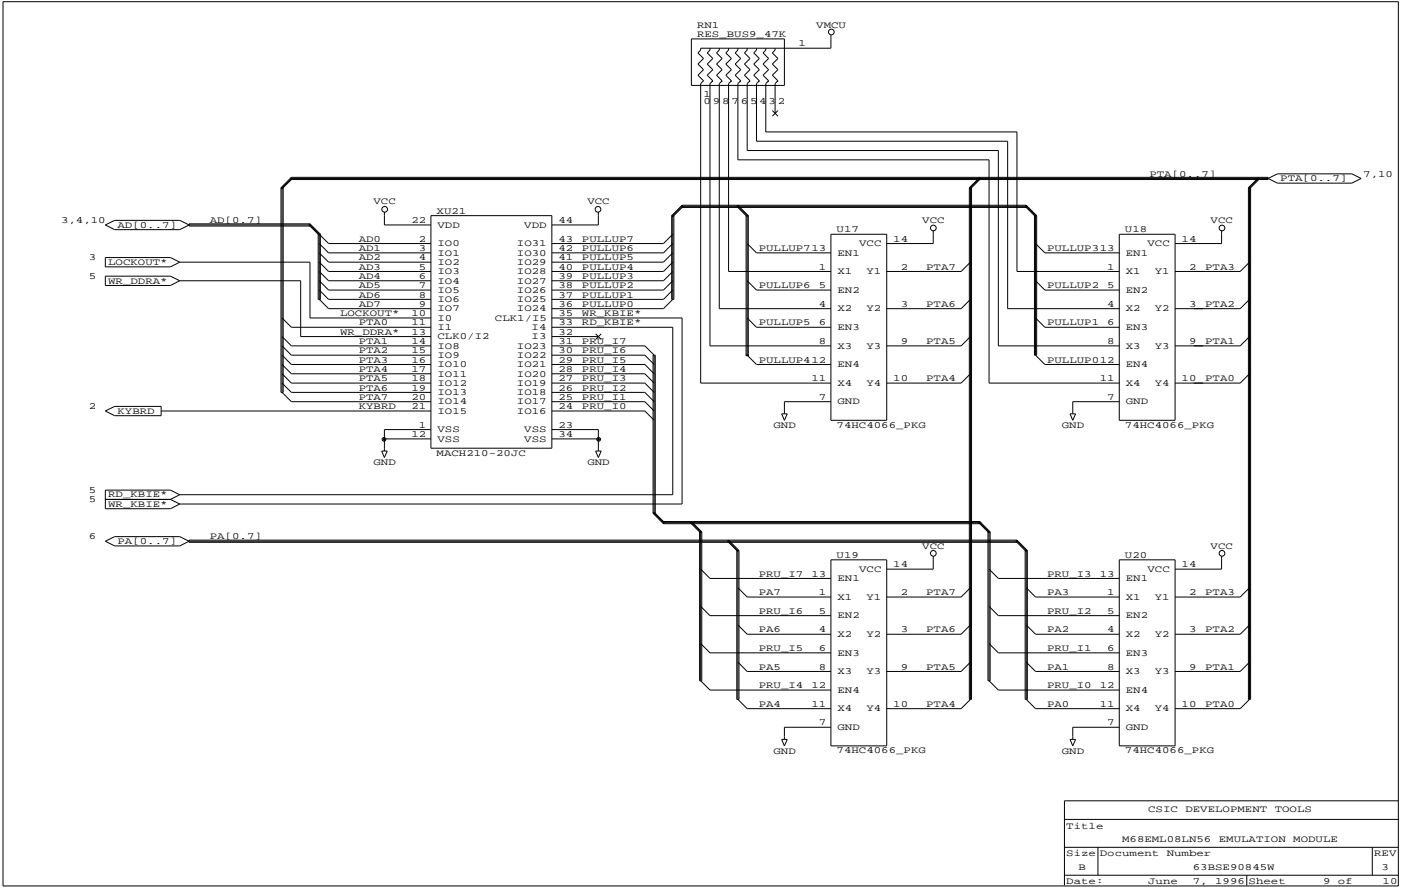 RN1
RES_BUS9_47K
VMCU
1
1
0 9 8 7 6 5 4 3 2
PTA[0..7]
PTA[0..7] 7,10
3,4,10 AD[0..7] AD[0.7]
3 LOCKOUT*
5 WR_DDRA*
2 KYBRD
5 RD_KBIE*
5 WR_KBIE*
6 PA[0..7] PA[0.7]
VCC VCC
XU21
22 VDD VDD 44
AD0 2 IO0 IO31 43 PULLUP7
AD1 3 IO1 IO30 42 PULLUP6
AD2 4 IO2 IO29 41 PULLUP5
AD3 5 IO3 IO28 40 PULLUP4
AD4 6 IO4 IO27 39 PULLUP3
AD5 7 IO5 IO26 38 PULLUP2
AD6 8 IO6 IO25 37 PULLUP1
AD7 9 IO7 IO24 36 PULLUP0
LOCKOUT* 10 I0 CLK1/I5 35 WR_KBIE*
PTA0 11 I1 I4 33 RD_KBIE*
WR_DDRA* 13 CLK0/I2 I3 32
PTA1 14 IO8 IO23 31 PRU_I7
PTA2 15 IO9 IO22 30 PRU_I6
PTA3 16 IO10 IO21 29 PRU_I5
PTA4 17 IO11 IO20 28 PRU_I4
PTA5 18 IO12 IO19 27 PRU_I3
PTA6 19 IO13 IO18 26 PRU_I2
PTA7 20 IO14 IO17 25 PRU_I1
KYBRD 21 IO15 IO16 24 PRU_I0
1 VSS VSS 23
12 VSS VSS 34
MACH210-20JC
GND GND
U17
VCC
VCC 14
PULLUP7 13 EN1
1 X1 Y1 2 PTA7
PULLUP6 5 EN2
4 X2 Y2 3 PTA6
PULLUP5 6 EN3
8 X3 Y3 9 PTA5
PULLUP4 12 EN4
11 X4 Y4 10 PTA4
7 GND
GND
74HC4066_PKG
U18
VCC
VCC 14
PULLUP3 13 EN1
1 X1 Y1 2 PTA3
PULLUP2 5 EN2
4 X2 Y2 3 PTA2
PULLUP1 6 EN3
8 X3 Y3 9 PTA1
PULLUP0 12 EN4
11 X4 Y4 10 PTA0
7 GND
GND
74HC4066_PKG
U19
VCC
VCC 14
PRU_I7 13 EN1
PA7 1 X1 Y1 2 PTA7
PRU_I6 5 EN2
PA6 4 X2 Y2 3 PTA6
PRU_I5 6 EN3
PA5 8 X3 Y3 9 PTA5
PRU_I4 12 EN4
PA4 11 X4 Y4 10 PTA4
7 GND
GND
74HC4066_PKG
U20
VCC
VCC 14
PRU_I3 13 EN1
PA3 1 X1 Y1 2 PTA3
PRU_I2 5 EN2
PA2 4 X2 Y2 3 PTA2
PRU_I1 6 EN3
PA1 8 X3 Y3 9 PTA1
PRU_I0 12 EN4
PA0 11 X4 Y4 10 PTA0
7 GND
GND
74HC4066_PKG
CSIC DEVELOPMENT TOOLS
Title
M68EML08LN56 EMULATION MODULE
Size Document Number REV
B 63BSE90845W 3
Date: June 7, 1996 Sheet 9 of 10